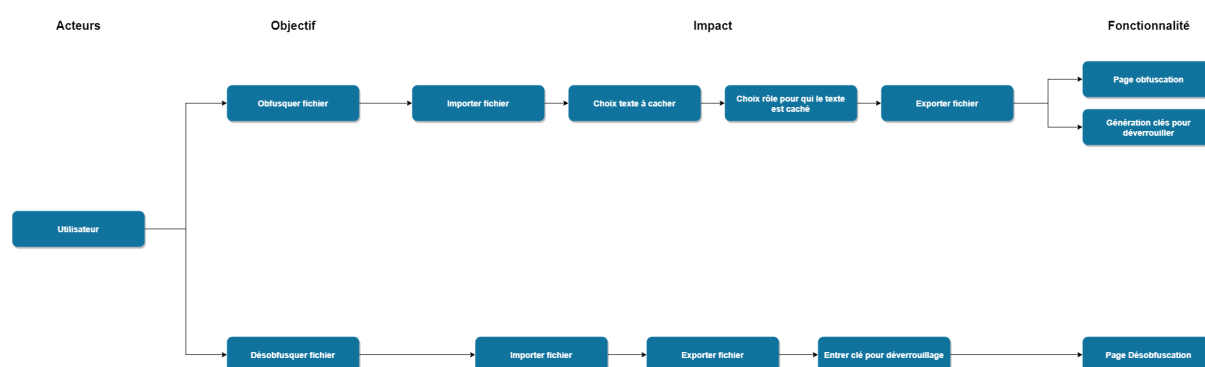 Acteurs
Objectif
Impact
Fonctionnalité
Page obfuscation
Obfusquer fichier
Importer fichier
Choix texte à cacher
Choix rôle pour qui le texte
est caché
Exporter fichier
Génération clés pour
déverrouiller
Utilisateur
Désobfusquer fichier
Importer fichier
Exporter fichier
Entrer clé pour déverrouillage
Page Désobfuscation